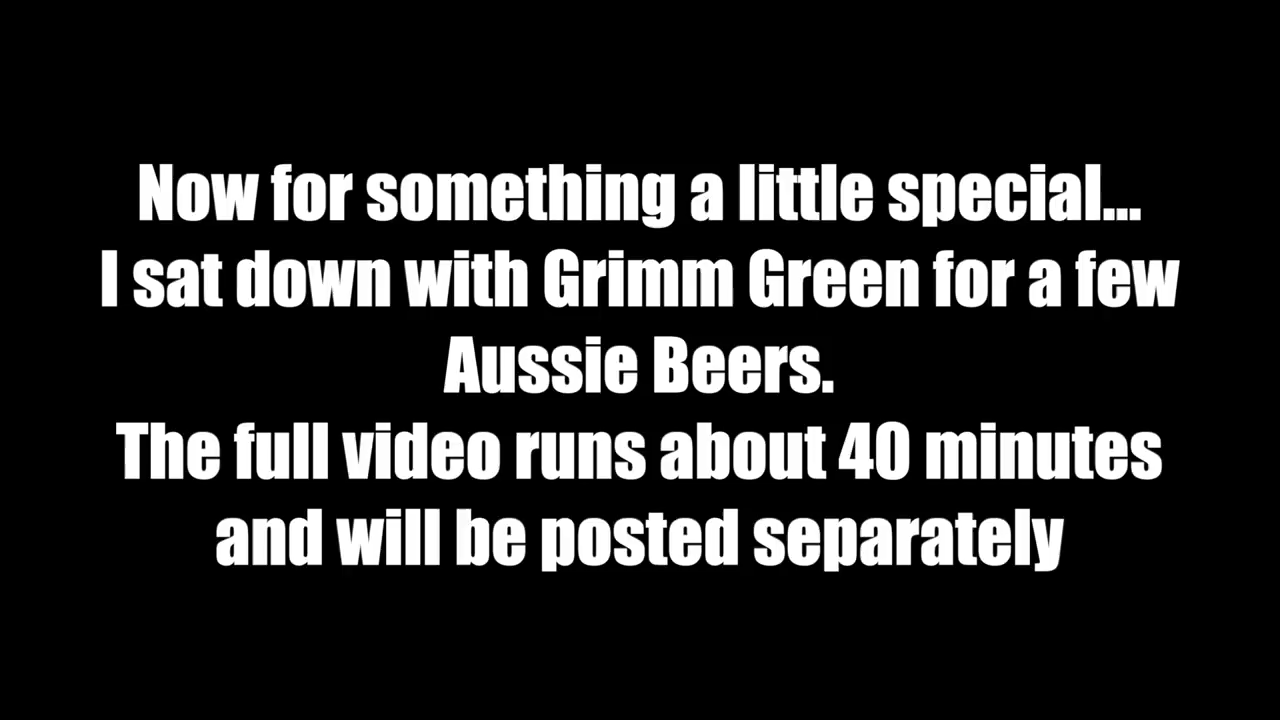 Now for something a little special...
I sat down with Grimm Green for a few
Aussie Beers.
The full video runs about 40 minutes
and will be posted separately